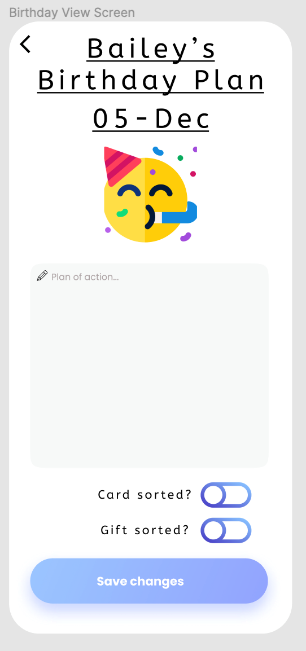 Birthday View Screen
Bailey's
Birthday Plan
05-Dec
Plan of action...
Card sorted?
Gift sorted?
Save changes